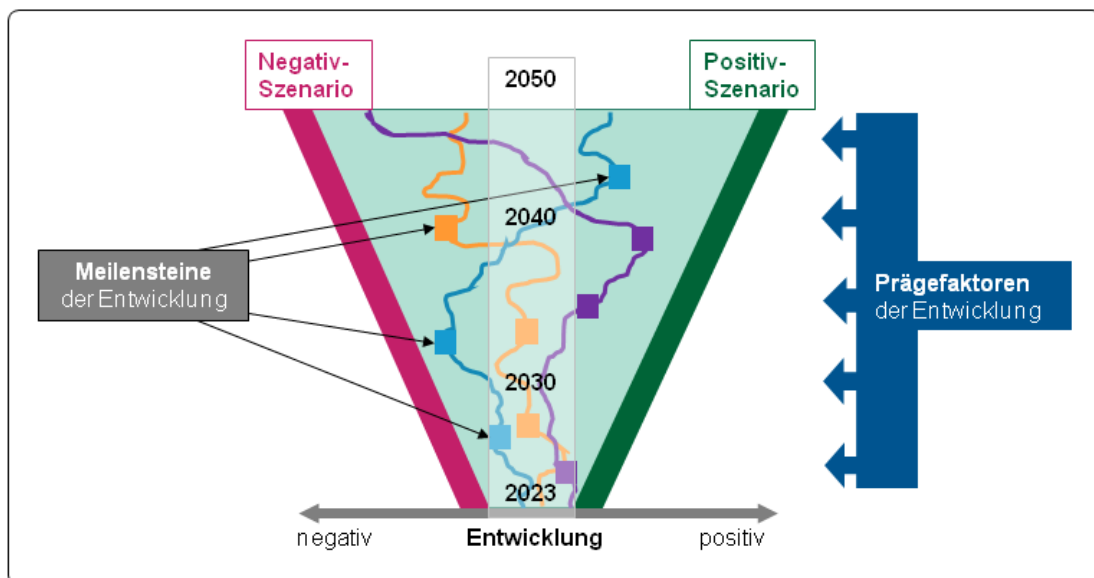 Negativ-
Szenario
2050
Positiv-
Szenario
2040
Meilensteine
der Entwicklung
Prägefaktoren
der Entwicklung
2030
2023
negativ
Entwicklung
positiv